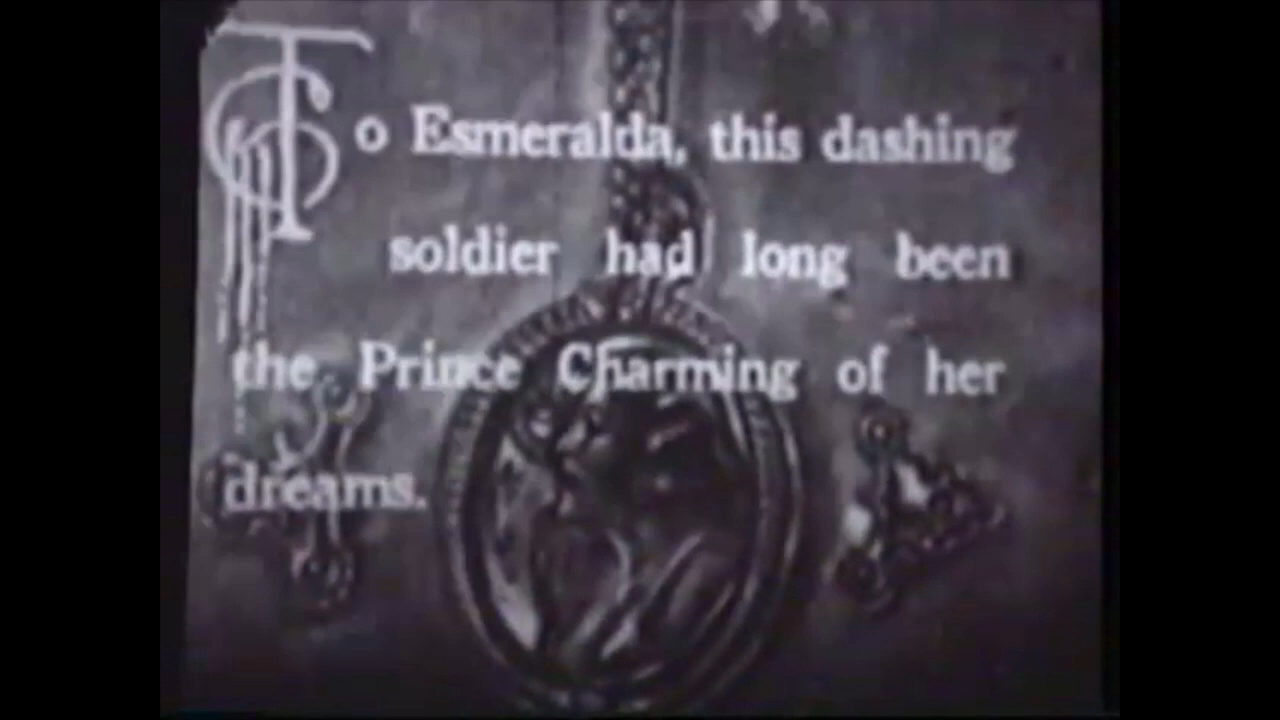 To Esmeralda, this dashing
soldier had long been
the Prince Charming of her
dreams.